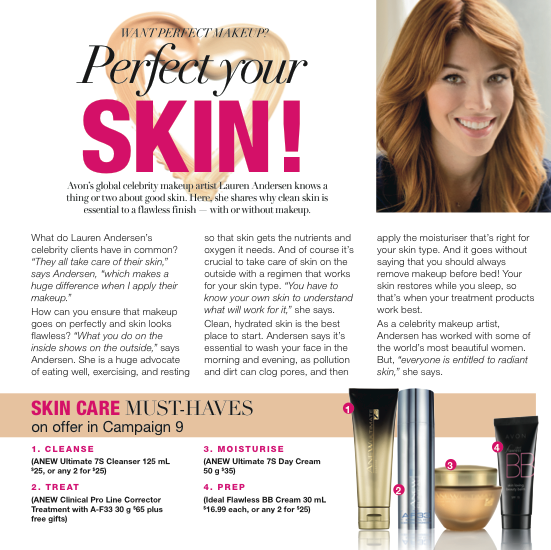 WANT PERFECT MAKEUP?
Perfect your
SKIN!
Avon's global celebrity makeup artist Lauren Andersen knows a
thing or two about good skin. Here, she shares why clean skin is
essential to a flawless finish — with or without makeup.
What do Lauren Andersen's
celebrity clients have in common?
"They all take care of their skin,"
says Andersen, "which makes a
huge difference when I apply their
makeup."
How can you ensure that makeup
goes on perfectly and skin looks
flawless? "What you do on the
inside shows on the outside," says
Andersen. She is a huge advocate
of eating well, exercising, and resting
so that skin gets the nutrients and
oxygen it needs. And of course it's
crucial to take care of skin on the
outside with a regimen that works
for your skin type. "You have to
know your own skin to understand
what will work for it," she says.
Clean, hydrated skin is the best
place to start. Andersen says it's
essential to wash your face in the
morning and evening, as pollution
and dirt can clog pores, and then
apply the moisturiser that's right for
your skin type. And it goes without
saying that you should always
remove makeup before bed! Your
skin restores while you sleep, so
that's when your treatment products
work best.
As a celebrity makeup artist,
Andersen has worked with some of
the world's most beautiful women.
But, "everyone is entitled to radiant
skin," she says.
SKIN CARE MUST-HAVES
on offer in Campaign 9
1. CLEANSE
(ANEW Ultimate 7S Cleanser 125 mL
$25, or any 2 for $25)
2. TREAT
(ANEW Clinical Pro Line Corrector
Treatment with A-F33 30 g $65 plus
free gifts)
3. MOISTURISE
(ANEW Ultimate 7S Day Cream
50 g $35)
4. PREP
(Ideal Flawless BB Cream 30 mL
$16.99 each, or any 2 for $25)
1
2
3
4
A-F33
AVON
BB